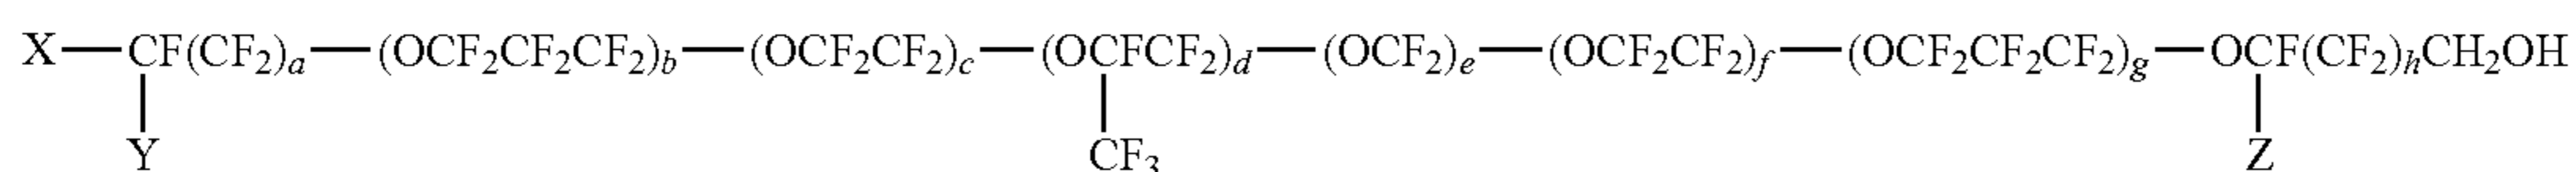 X—CF(CF₂)ₐ—(OCF₂CF₂CF₂)b—(OCF₂CF₂)c—(OCFCF₂)d—(OCF₂)e—(OCF₂CF₂)f—(OCF₂CF₂CF₂)g—OCF(CF₂)hCH₂OH
Y CF₃ Z